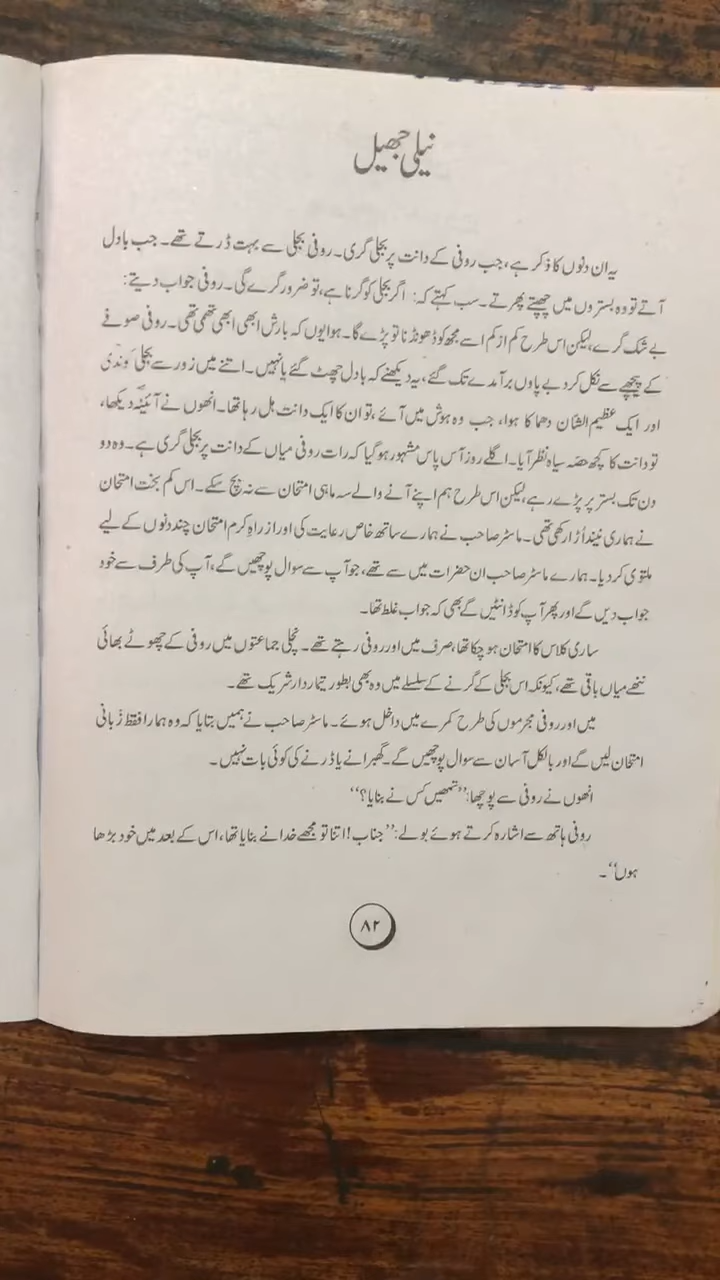 نیلی جھیل
یہ ان دنوں کا ذکر ہے، جب روفی کے دانت پر بجلی گری۔ روفی بجلی سے بہت ڈرتے تھے۔ جب بادل
آتے تو وہ بستروں میں چھپتے پھرتے۔ سب کہتے کہ: اگر بجلی کو گرنا ہے، تو ضرور گرے گی۔ روفی جواب دیتے:
بے شک گرے، لیکن اس طرح کم از کم اسے مجھ کو ڈھونڈنا تو پڑے گا۔ ہوا یوں کہ بارش ابھی ابھی تھمی تھی۔ روفی صوفے
کے پیچھے سے نکل کر دبے پاوں برآمدے تک گئے، یہ دیکھنے کہ بادل چھٹ گئے یا نہیں۔ اتنے میں زور سے بجلی کوندی
اور ایک عظیم الشّان دھماکا ہوا، جب وہ ہوش میں آئے، تو ان کا ایک دانت ہل رہا تھا۔ انھوں نے آئینہ دیکھا،
تو دانت کا کچھ حصّہ سیاہ نظر آیا۔ اگلے روز آس پاس مشہور ہو گیا کہ رات روفی میاں کے دانت پر بجلی گری ہے۔ وہ دو
دن تک بستر پر پڑے رہے، لیکن اس طرح ہم اپنے آنے والے سہ ماہی امتحان سے نہ بچ سکے۔ اس کم بخت امتحان
نے ہماری نیند اُڑا رکھی تھی۔ ماسٹر صاحب نے ہمارے ساتھ خاص رعایت کی اور از راہِ کرم امتحان چند دنوں کے لیے
ملتوی کر دیا۔ ہمارے ماسٹر صاحب ان حضرات میں سے تھے، جو آپ سے سوال پوچھیں گے، آپ کی طرف سے خود
جواب دیں گے اور پھر آپ کو ڈانٹیں گے بھی کہ جواب غلط تھا۔
ساری کلاس کا امتحان ہو چکا تھا، صرف میں اور روفی رہتے تھے۔ نچلی جماعتوں میں روفی کے چھوٹے بھائی
ننھے میاں باقی تھے، کیونکہ اس بجلی کے گرنے کے سلسلے میں وہ بھی بطور تیماردار شریک تھے۔
میں اور روفی مجرموں کی طرح کمرے میں داخل ہوئے۔ ماسٹر صاحب نے ہمیں بتایا کہ وہ ہمارا فقط زبانی
امتحان لیں گے اور بالکل آسان سے سوال پوچھیں گے۔ گھبرانے یا ڈرنے کی کوئی بات نہیں۔
انھوں نے روفی سے پوچھا: ”تمھیں کس نے بنایا؟“
روفی ہاتھ سے اشارہ کرتے ہوئے بولے: ”جناب! اتنا تو مجھے خدا نے بنایا تھا، اس کے بعد میں خود بڑھا
ہوں“۔
۸۲